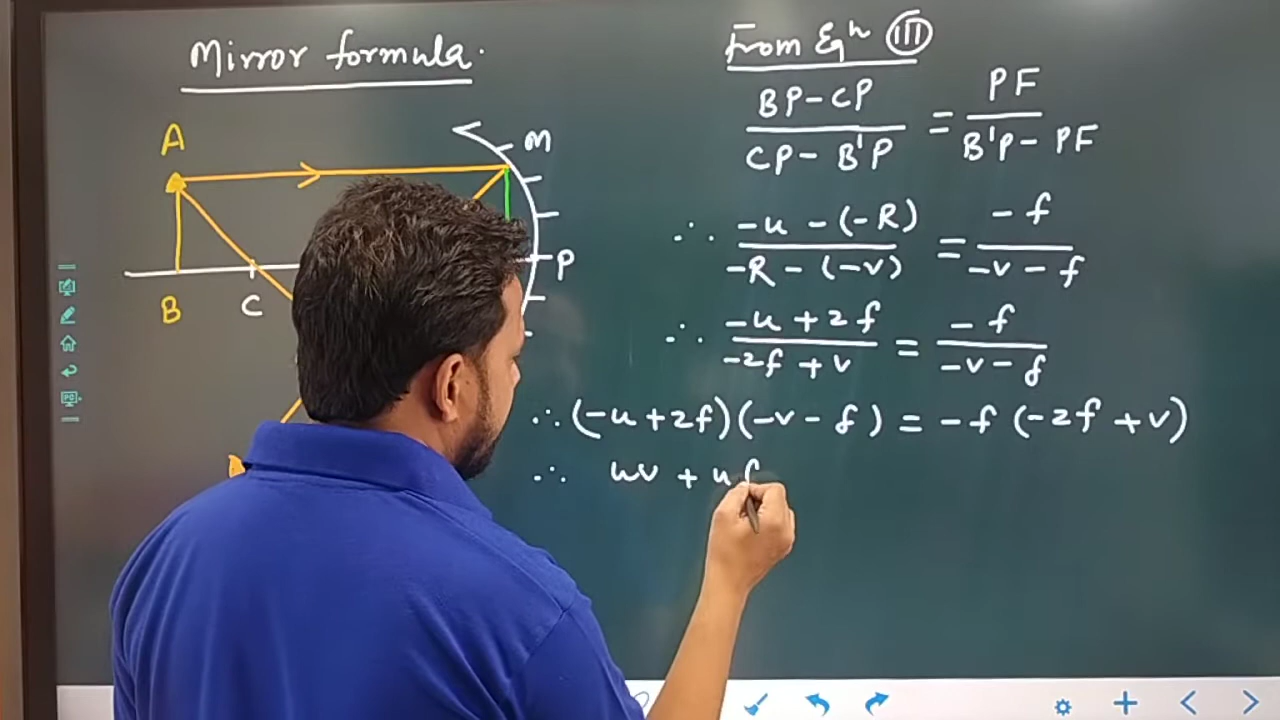 Mirror formula.
A
M
P
B
C
From Eqn (III)
BP-CP / CP-B'P = PF / B'P-PF
∴ -u-(-R) / -R-(-v) = -f / -v-f
∴ -u+2f / -2f+v = -f / -v-f
∴ (-u+2f)(-v-f) = -f(-2f+v)
∴ uv + uf